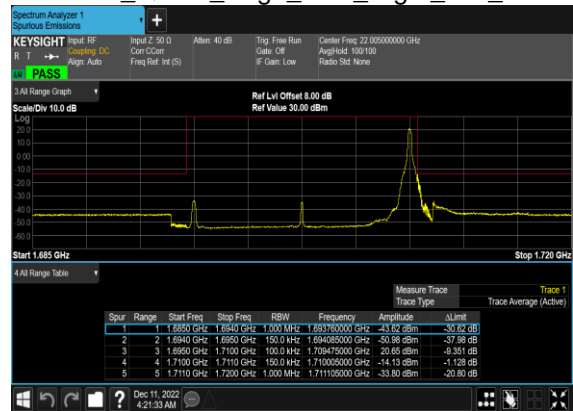 Spectrum Analyzer 1
Spurious Emissions
+
KEYSIGHT Input: RF Input Z: 50 Ω Atten: 40 dB Trig: Free Run Center Freq: 22.005000000 GHz
R T Coupling: DC Corr CCorr Gate: Off Avg|Hold: 100/100
Align: Auto Freq Ref: Int (S) IF Gain: Low Radio Std: None
LXI PASS
3 All Range Graph
Ref Lvl Offset 8.00 dB
Scale/Div 10.0 dB Ref Value 30.00 dBm
Log
20.0
10.0
0.00
-10.0
-20.0
-30.0
-40.0
-50.0
-60.0
Start 1.685 GHz Stop 1.720 GHz
4 All Range Table
Measure Trace Trace 1
Trace Type Trace Average (Active)
Spur Range Start Freq Stop Freq RBW Frequency Amplitude ΔLimit
1 1 1.6850 GHz 1.6940 GHz 1.000 MHz 1.693760000 GHz -43.62 dBm -30.62 dB
2 2 1.6940 GHz 1.6950 GHz 150.0 kHz 1.694085000 GHz -50.98 dBm -37.98 dB
3 3 1.6950 GHz 1.7100 GHz 100.0 kHz 1.709475000 GHz 20.65 dBm -9.351 dB
4 4 1.7100 GHz 1.7110 GHz 150.0 kHz 1.710005000 GHz -14.13 dBm -1.128 dB
5 5 1.7110 GHz 1.7200 GHz 1.000 MHz 1.711105000 GHz -33.80 dBm -20.80 dB
? Dec 11, 2022
4:21:33 AM